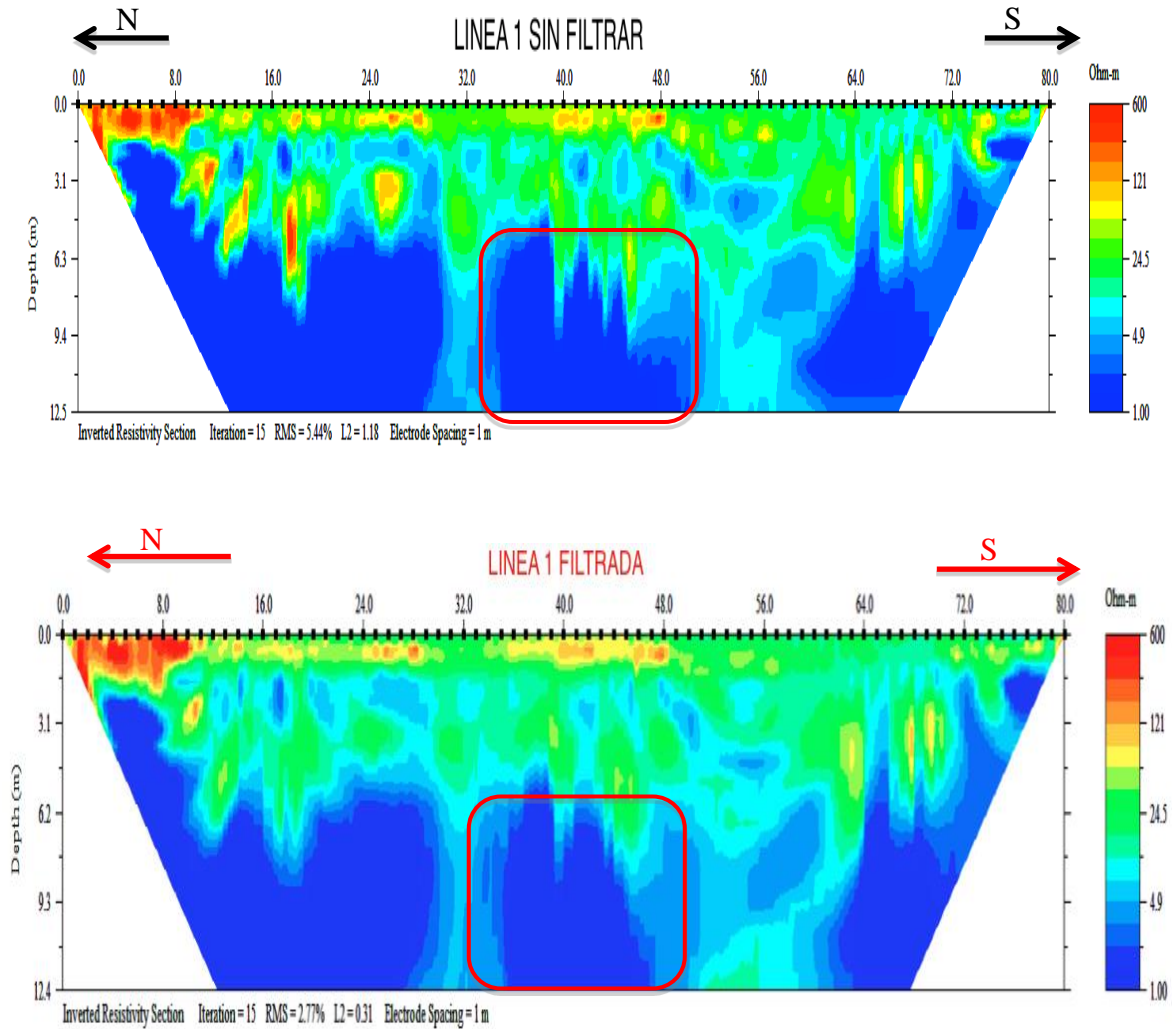 N
LINEA 1 SIN FILTRAR
S
0.0 8.0 16.0 24.0 32.0 40.0 48.0 56.0 64.0 72.0 80.0
Ohm-m
0.0
3.1
6.3
9.4
12.5
Depth (m)
600
121
24.5
4.9
1.00
Inverted Resistivity Section Iteration = 15 RMS = 5.44% L2 = 1.18 Electrode Spacing = 1 m
N
LINEA 1 FILTRADA
S
0.0 8.0 16.0 24.0 32.0 40.0 48.0 56.0 64.0 72.0 80.0
Ohm-m
0.0
3.1
6.2
9.3
12.4
Depth (m)
600
121
24.5
4.9
1.00
Inverted Resistivity Section Iteration = 15 RMS = 2.77% L2 = 0.31 Electrode Spacing = 1 m